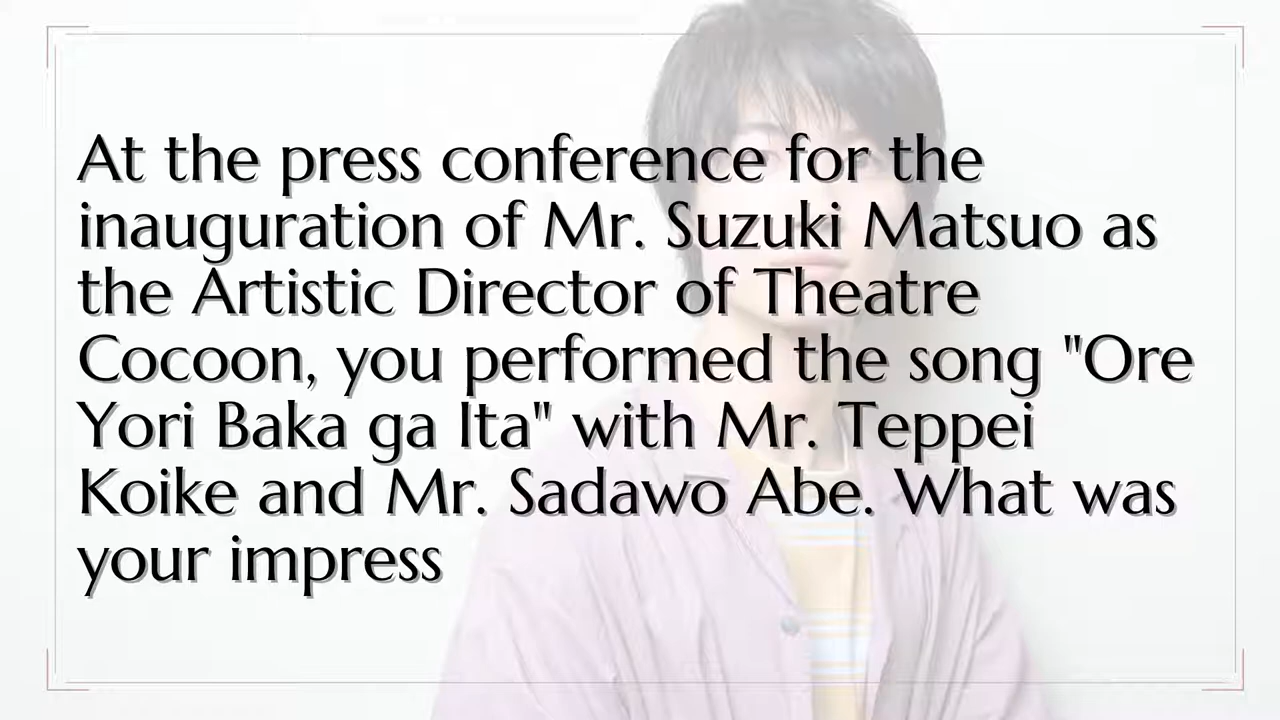 At the press conference for the
inauguration of Mr. Suzuki Matsuo as
the Artistic Director of Theatre
Cocoon, you performed the song "Ore
Yori Baka ga Ita" with Mr. Teppei
Koike and Mr. Sadawo Abe. What was
your impress